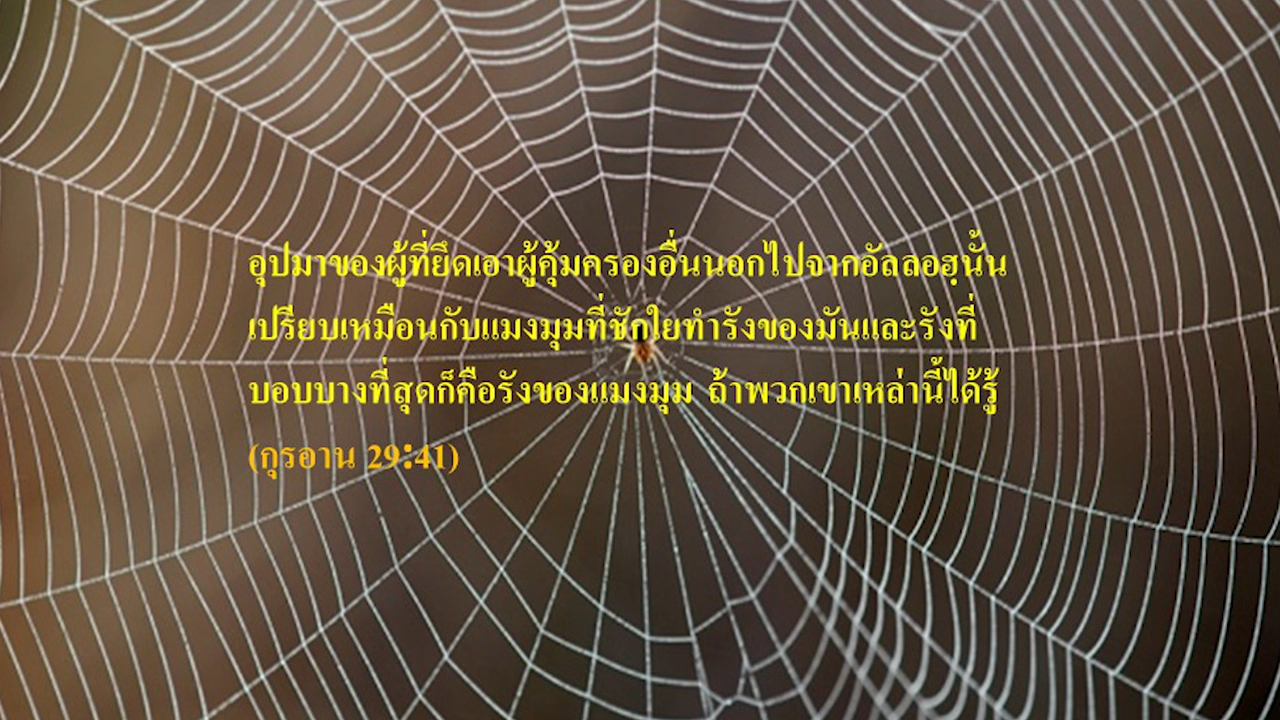 อุปมาของผู้ที่ยึดเอาผู้คุ้มครองอื่นนอกไปจากอัลลอฮฺนั้น
เปรียบเหมือนกับแมงมุมที่ชักใยทำรังของมันและรังที่
บอบบางที่สุดก็คือรังของแมงมุม ถ้าพวกเขาเหล่านี้ได้รู้
(กุรอาน 29:41)